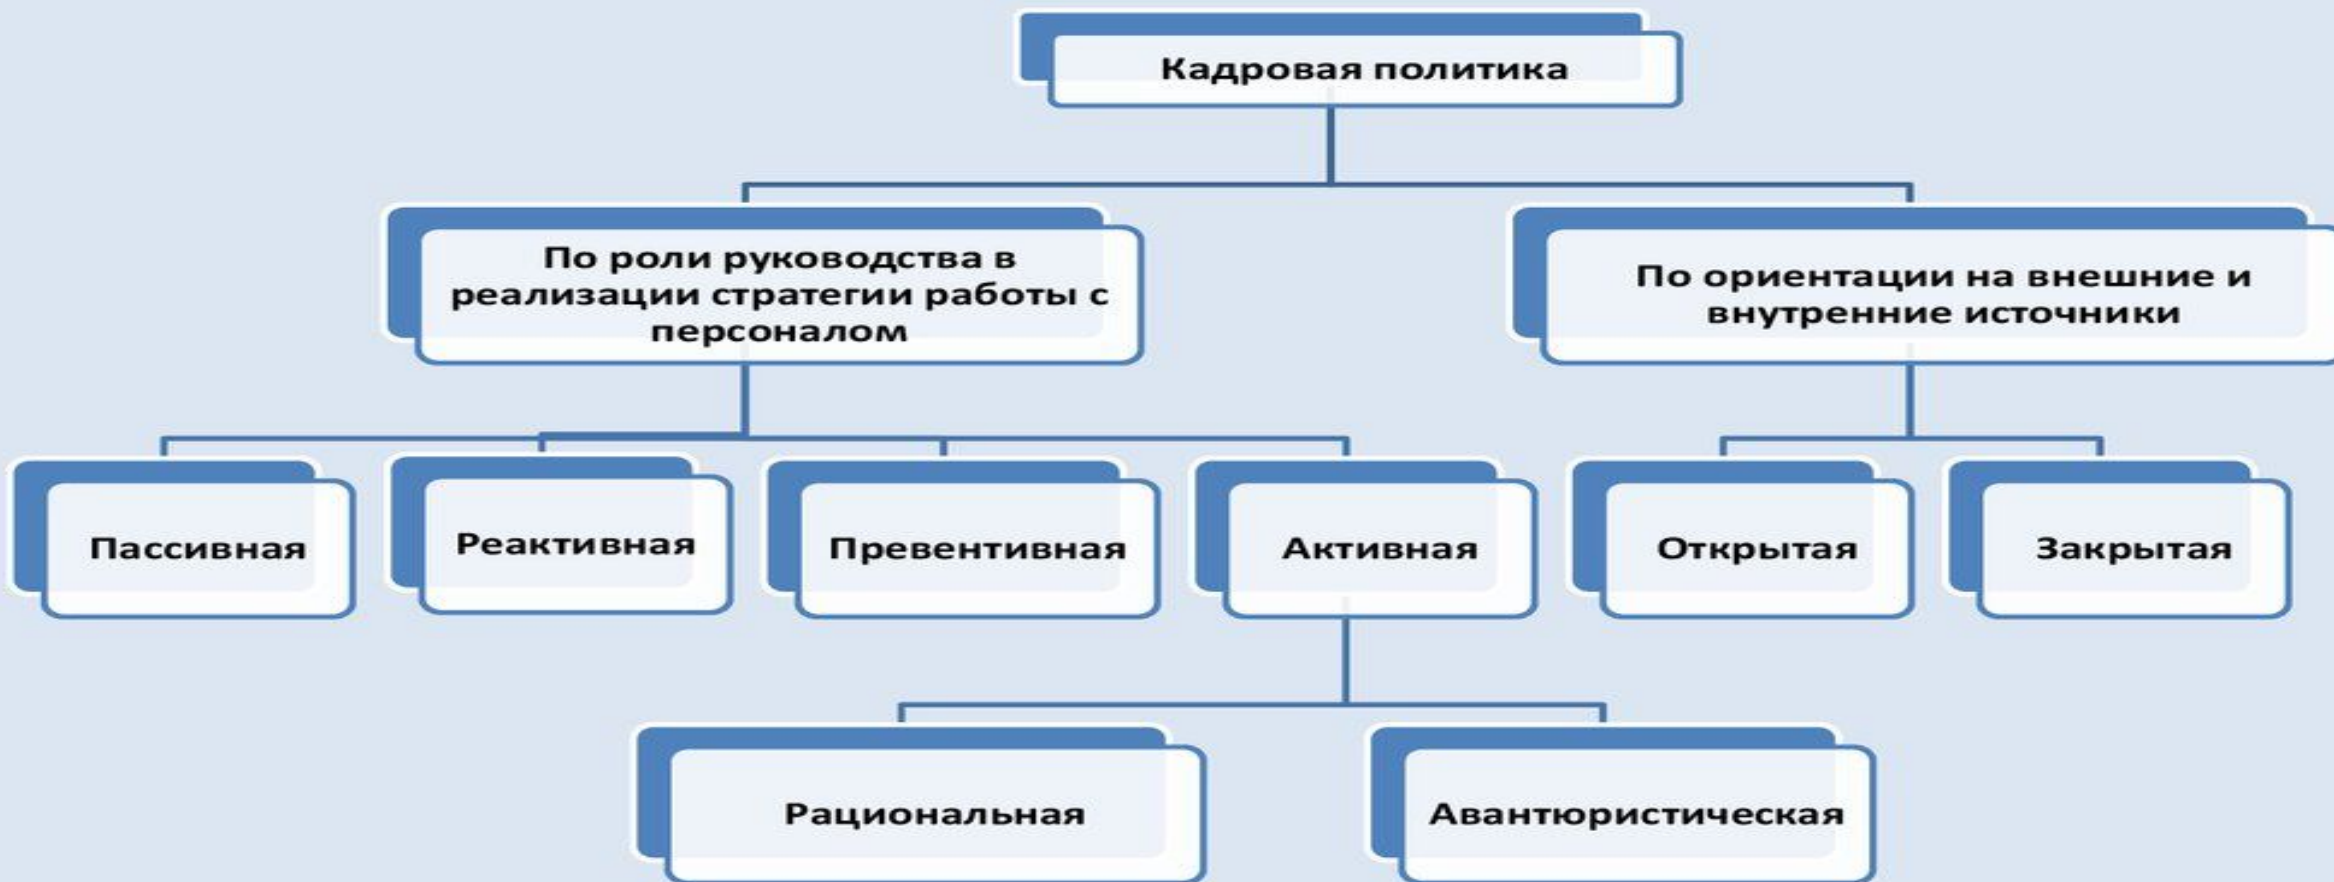 Кадровая политика
По роли руководства в
реализации стратегии работы с
персоналом
По ориентации на внешние и
внутренние источники
Пассивная
Реактивная
Превентивная
Активная
Открытая
Закрытая
Рациональная
Авантюристическая